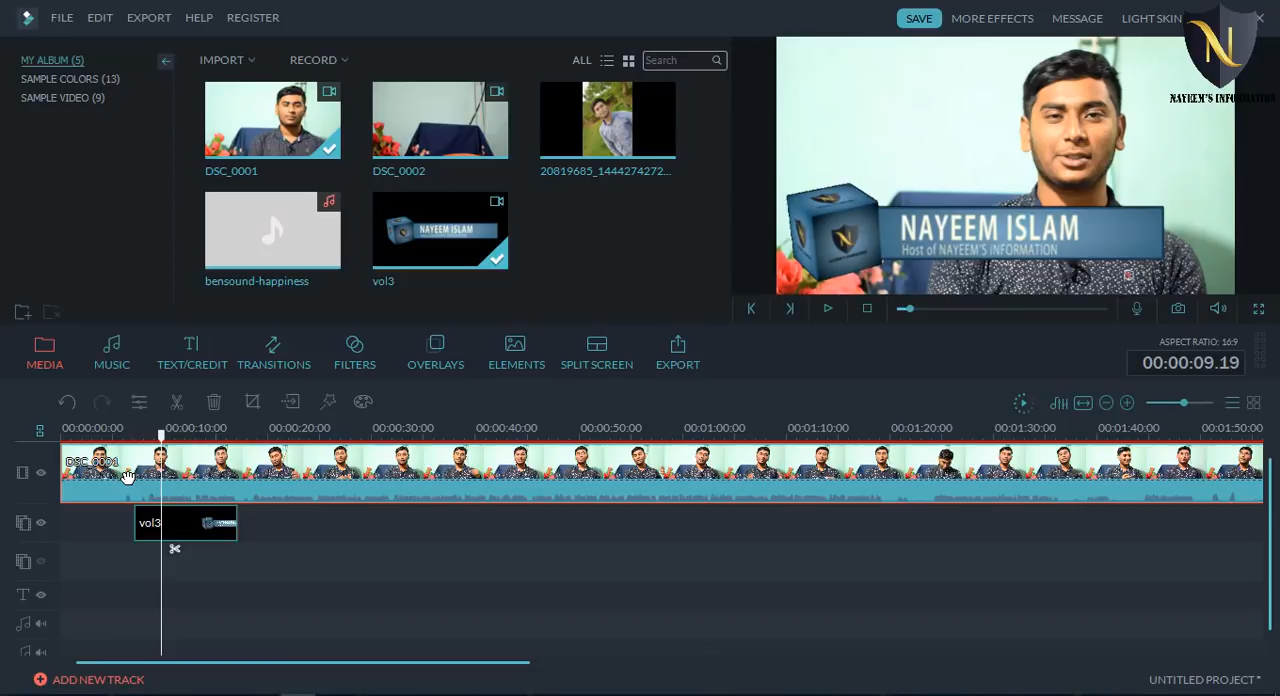 FILE EDIT EXPORT HELP REGISTER SAVE MORE EFFECTS MESSAGE LIGHT SKIN
NAYEEM'S INFORMATION
MY ALBUM (5)
SAMPLE COLORS (13)
SAMPLE VIDEO (9)
IMPORT RECORD ALL Search
DSC_0001 DSC_0002 20819685_1444274272...
NAYEEM ISLAM
bensound-happiness vol3
NAYEEM ISLAM
Host of NAYEEM'S INFORMATION
MEDIA MUSIC TEXT/CREDIT TRANSITIONS FILTERS OVERLAYS ELEMENTS SPLIT SCREEN EXPORT
ASPECT RATIO: 16:9
00:00:09.19
00:00:00:00 00:00:10:00 00:00:20:00 00:00:30:00 00:00:40:00 00:00:50:00 00:01:00:00 00:01:10:00 00:01:20:00 00:01:30:00 00:01:40:00 00:01:50:00
DSC_0001
vol3
ADD NEW TRACK UNTITLED PROJECT *